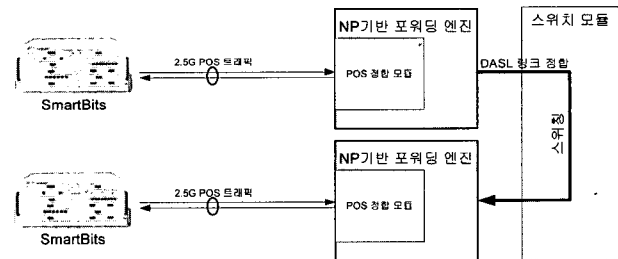 NP기반 포워딩 엔진
스위치 모듈
2.5G POS 트래픽
POS 정합 모듈
DASL 링크 정합
SmartBits
스위칭
NP기반 포워딩 엔진
2.5G POS 트래픽
POS 정합 모듈
SmartBits